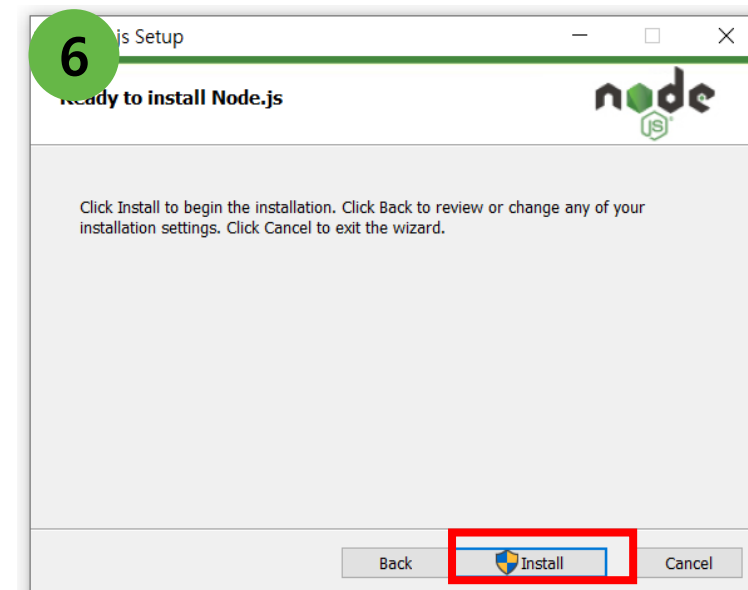 6
js Setup
Ready to install Node.js
node
JS
Click Install to begin the installation. Click Back to review or change any of your
installation settings. Click Cancel to exit the wizard.
Back
Install
Cancel